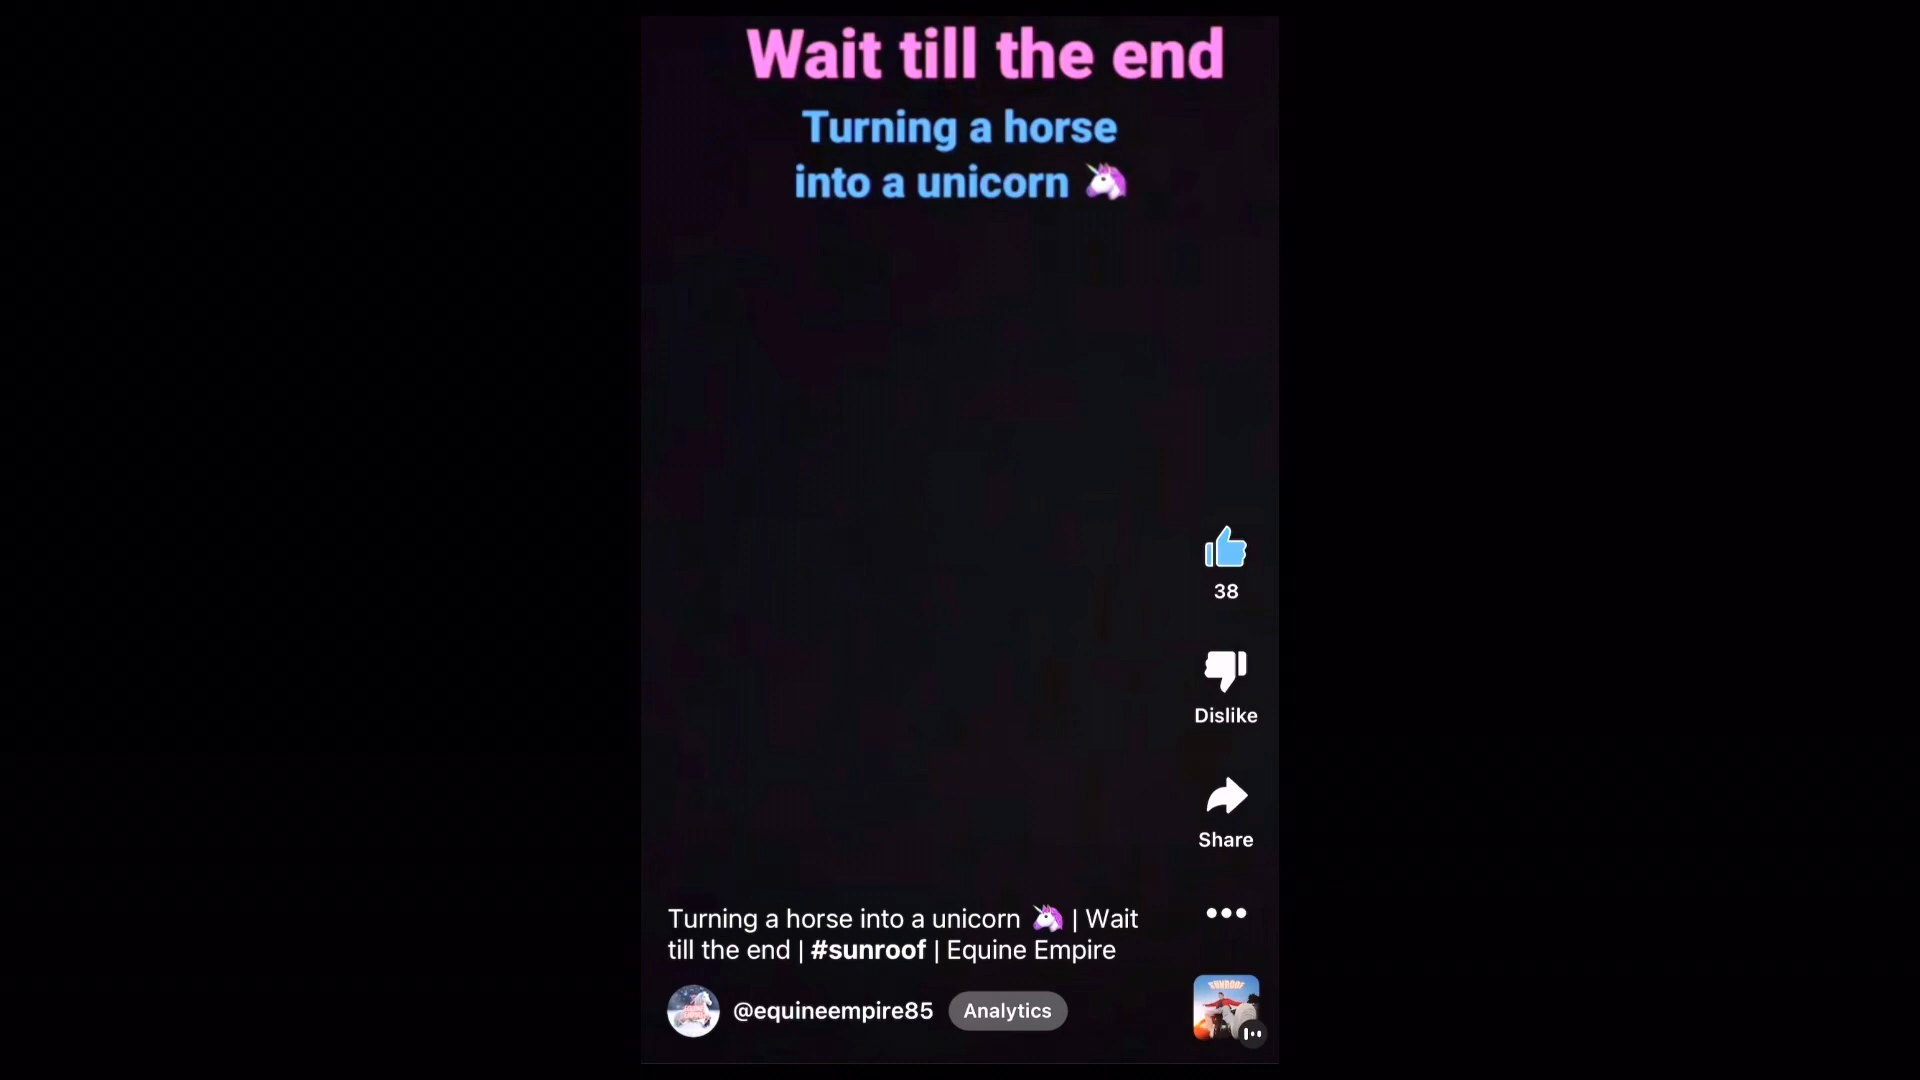 Wait till the end
Turning a horse
into a unicorn 🦄
38
Dislike
Share
Turning a horse into a unicorn 🦄 | Wait
till the end | #sunroof | Equine Empire
@equineempire85
Analytics
SUNROOF